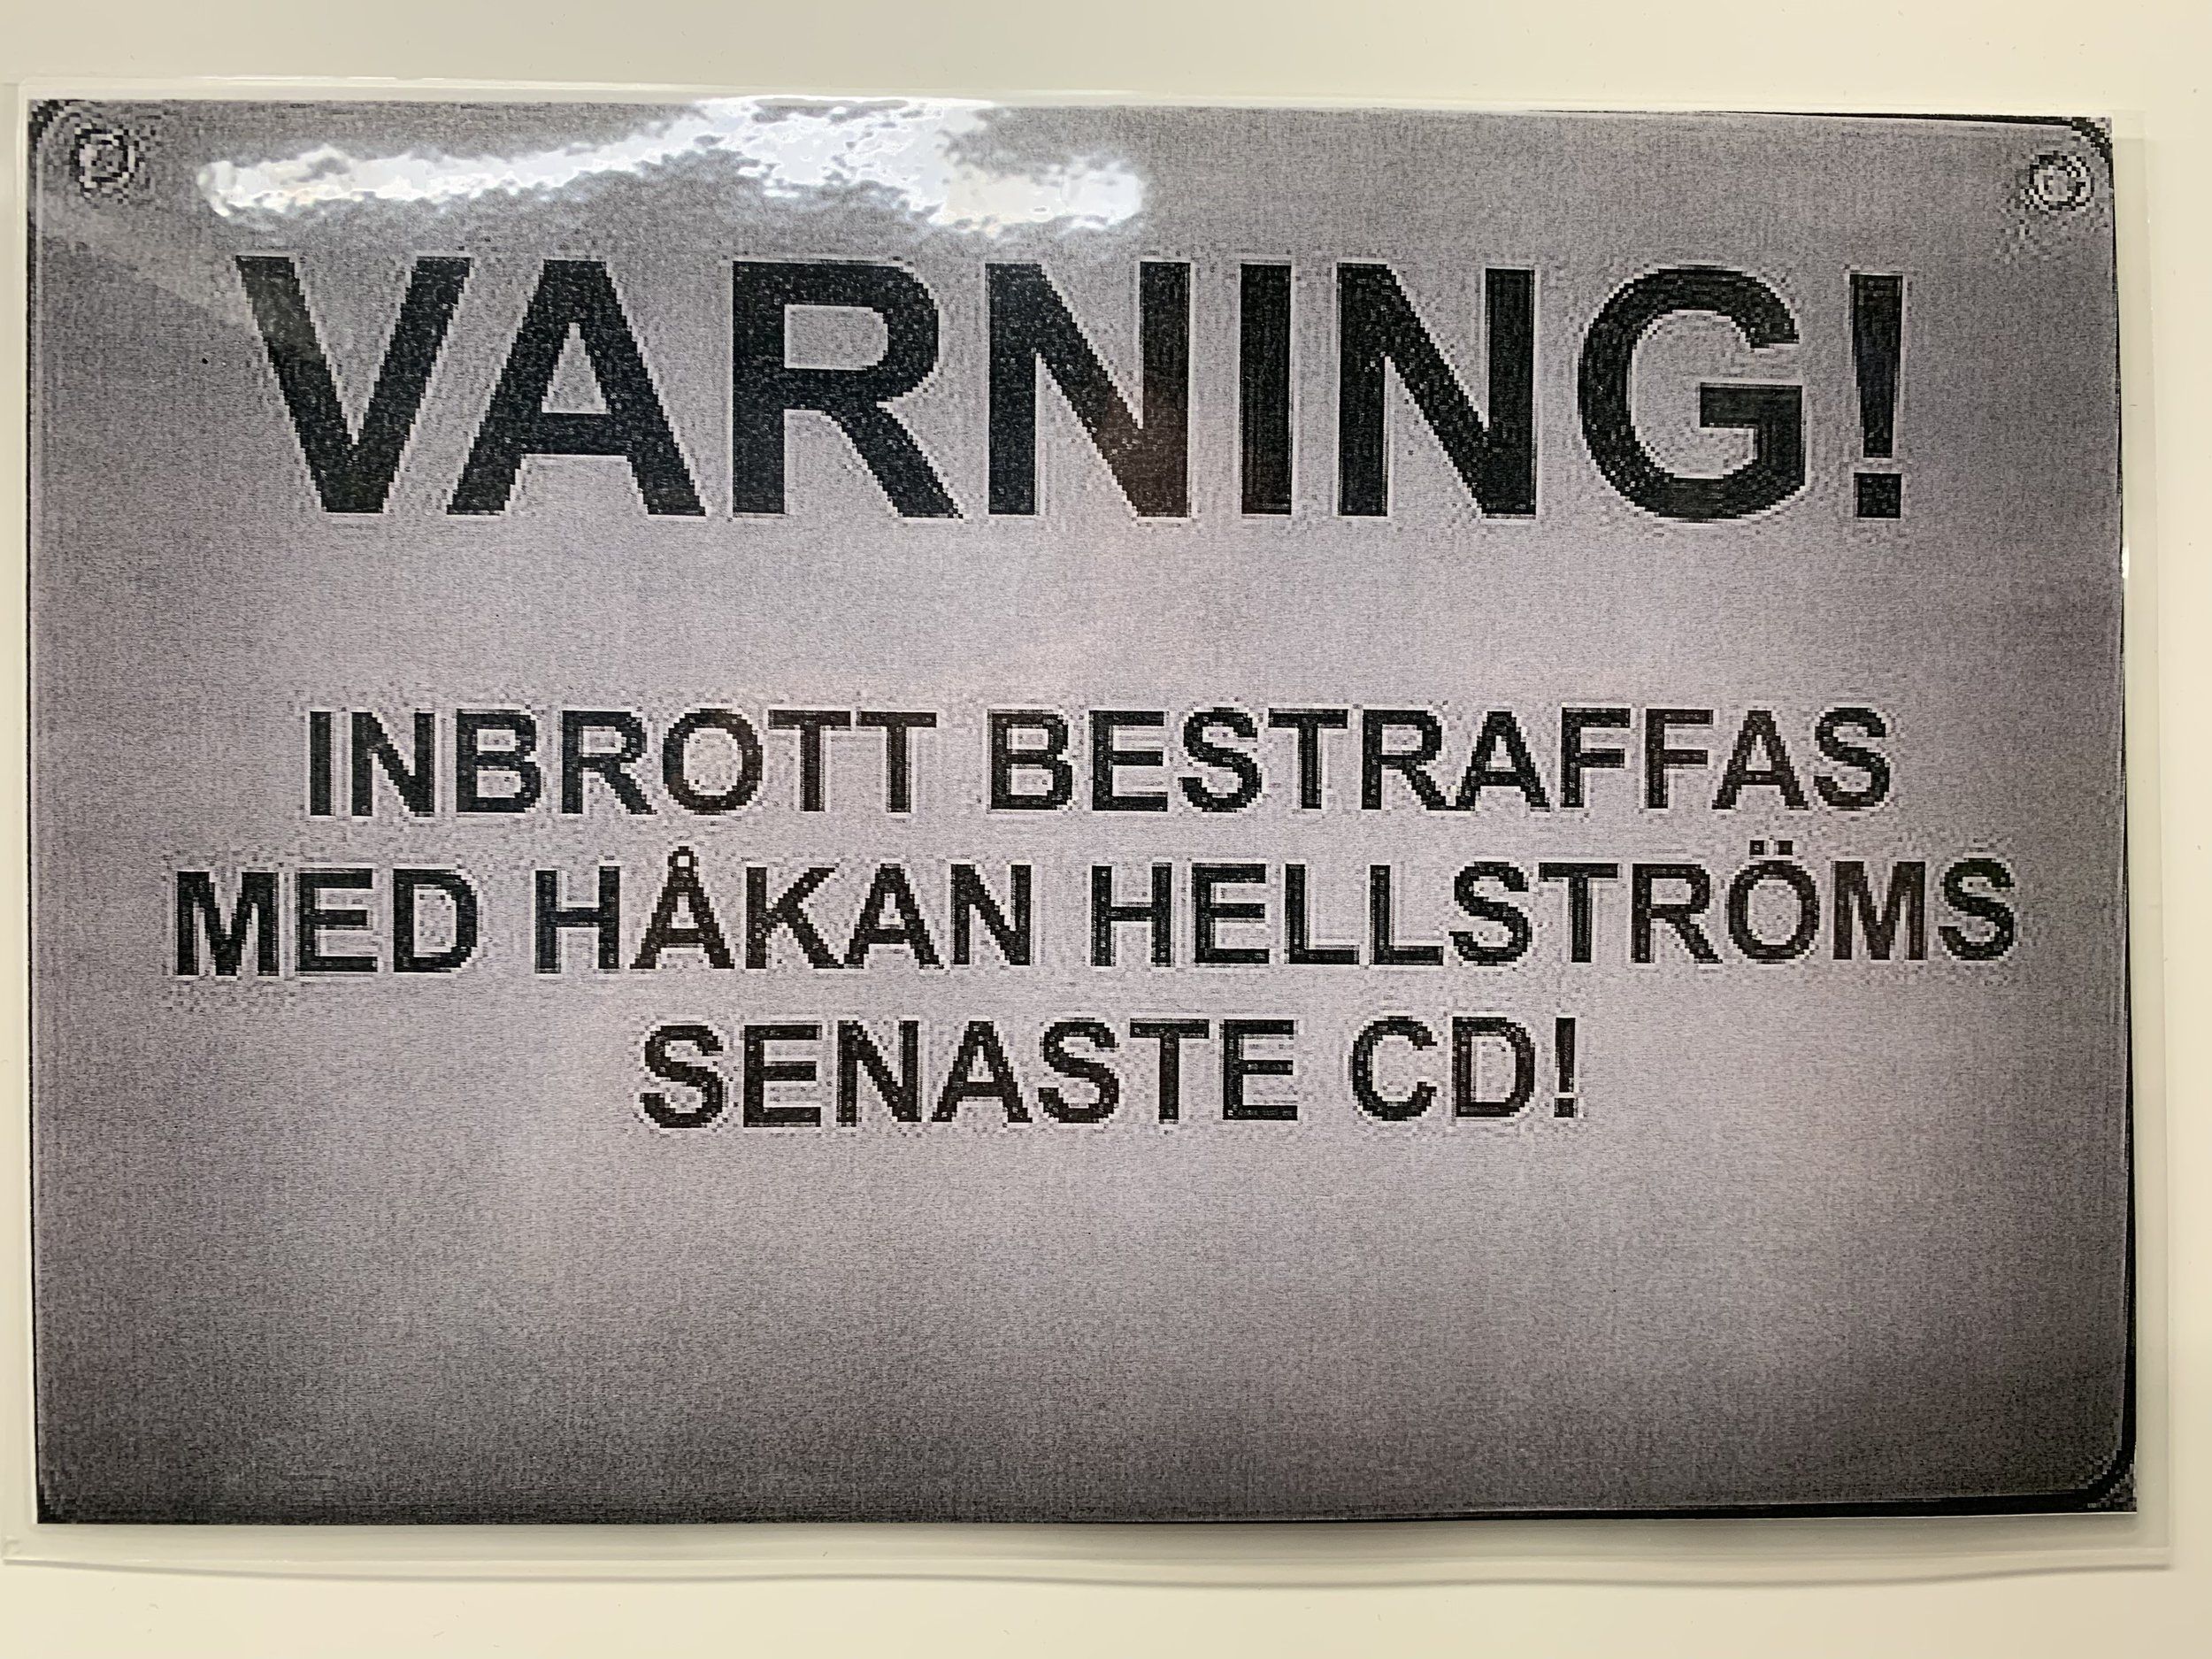 VARNING!
INBROTT BESTRAFFAS
MED HÅKAN HELLSTRÖMS
SENASTE CD!